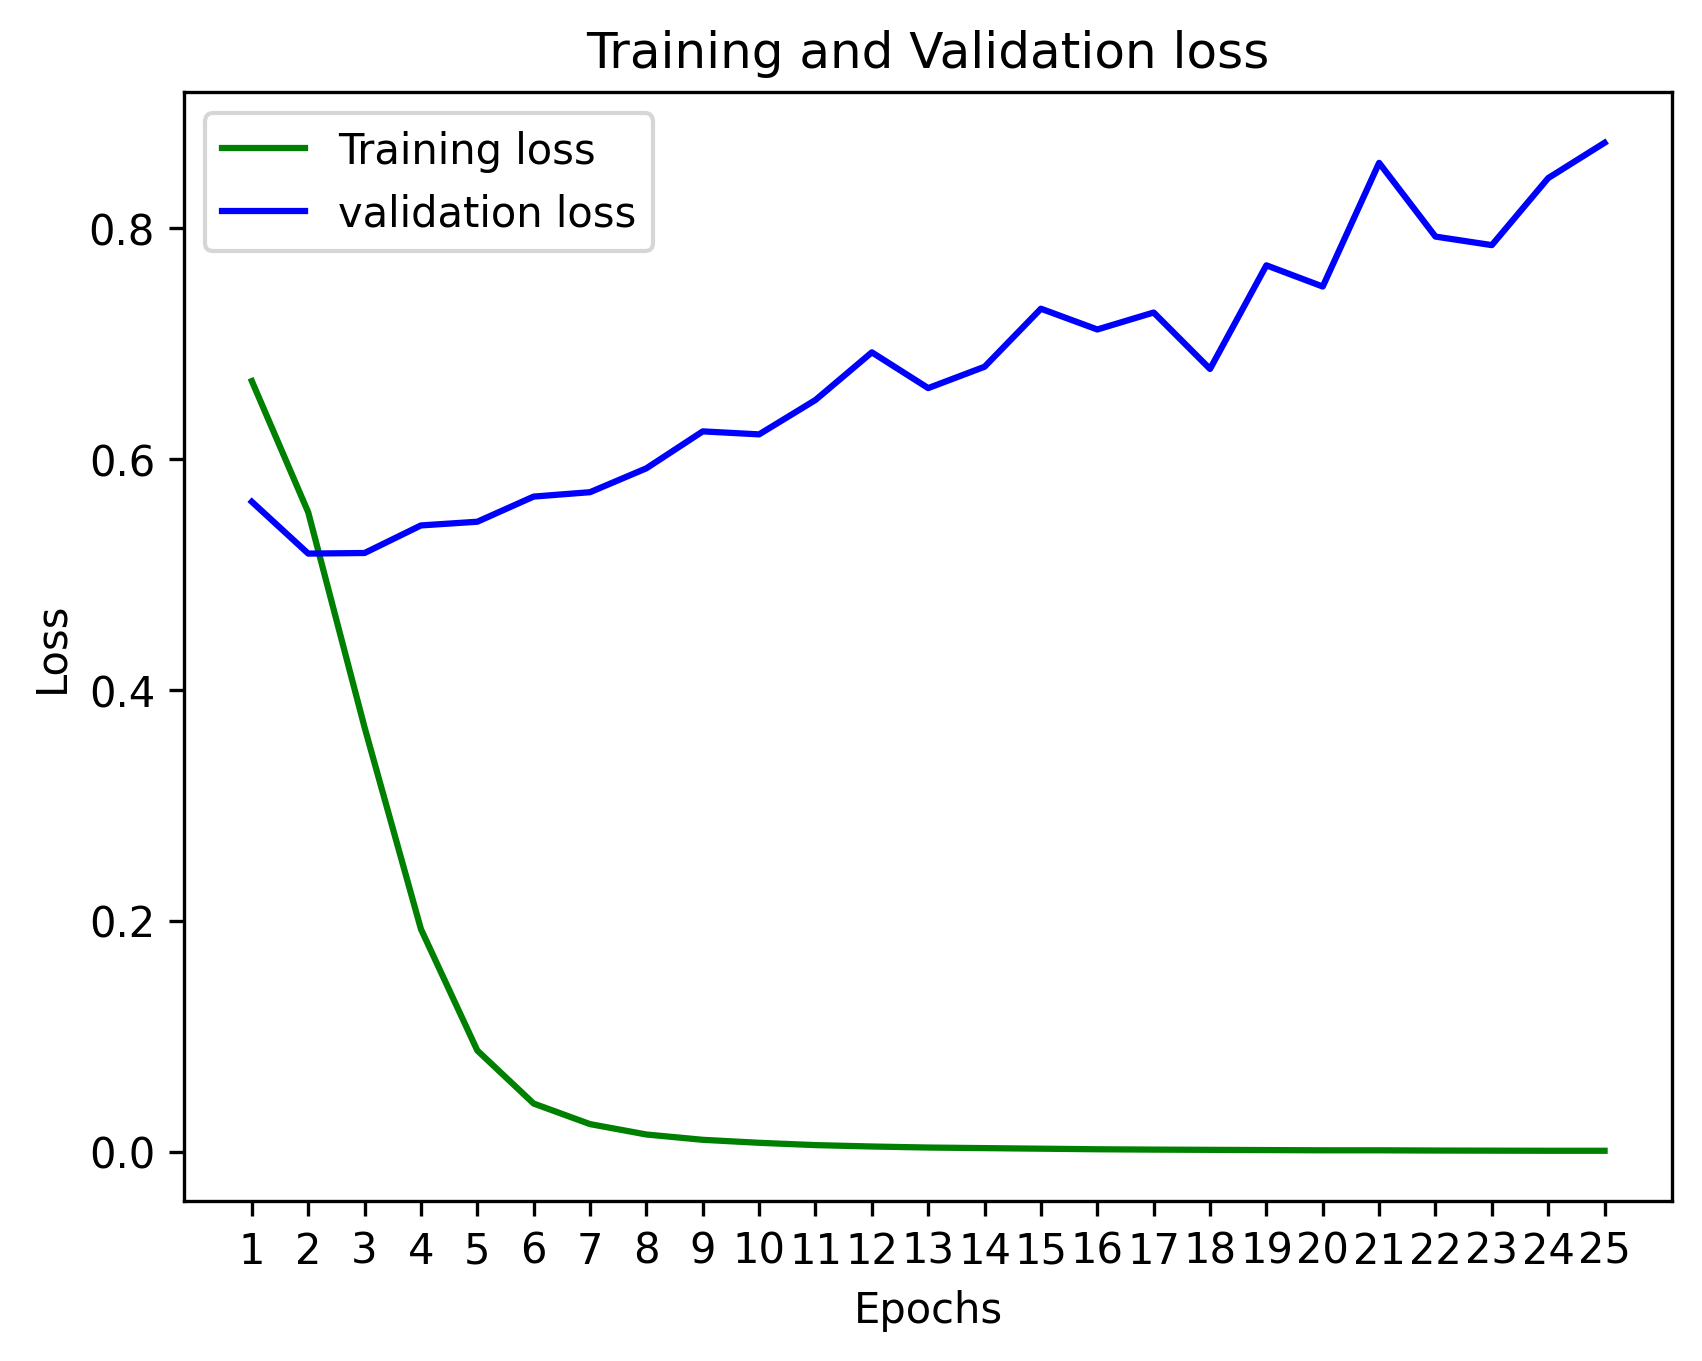 Training and Validation loss
Training loss
validation loss
0.8
0.6
0.4
0.2
0.0
Loss
1 2 3 4 5 6 7 8 9 10 11 12 13 14 15 16 17 18 19 20 21 22 23 24 25
Epochs